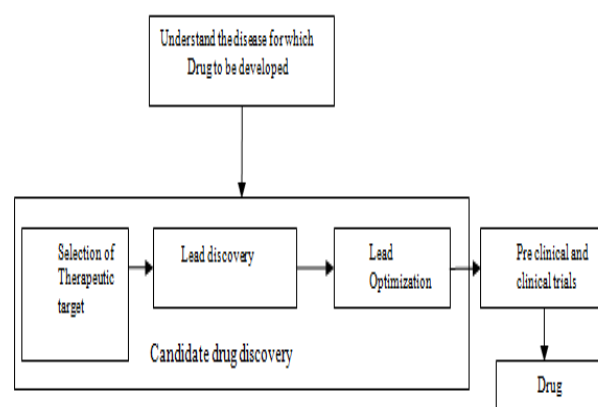 Understand the disease for which
Drug to be developed
Selection of
Therapeutic
target
Lead discovery
Lead
Optimization
Pre clinical and
clinical trials
Candidate drug discovery
Drug